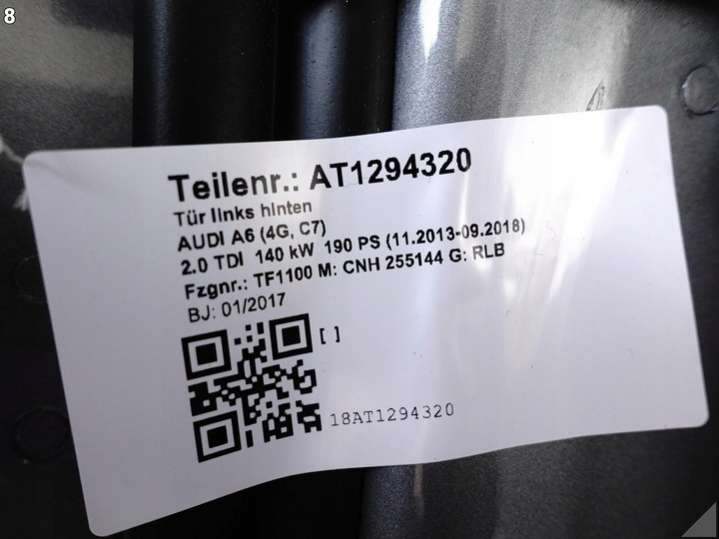 8
Teilenr.: AT1294320
Tür links hinten
AUDI A6 (4G, C7)
2.0 TDI 140 kW 190 PS (11.2013-09.2018)
Fzgnr.: TF1100 M: CNH 255144 G: RLB
BJ: 01/2017
[ ]
18AT1294320